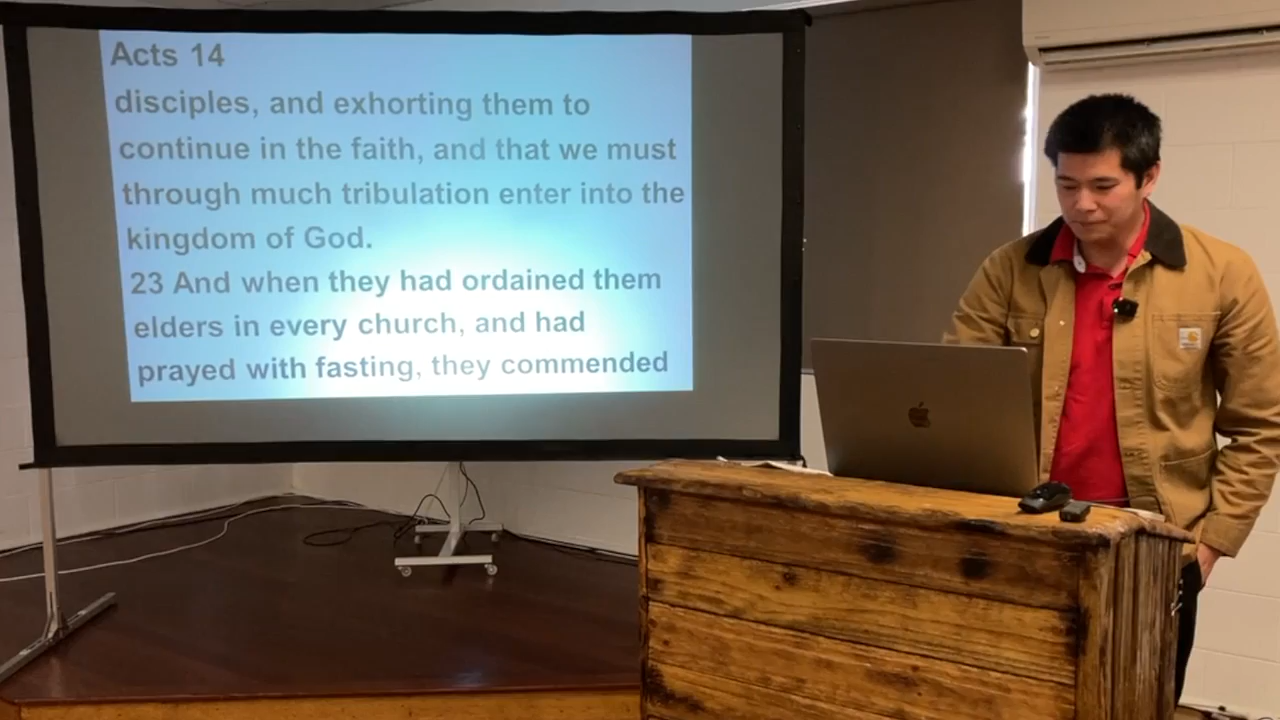 Acts 14
disciples, and exhorting them to
continue in the faith, and that we must
through much tribulation enter into the
kingdom of God.
23 And when they had ordained them
elders in every church, and had
prayed with fasting, they commended